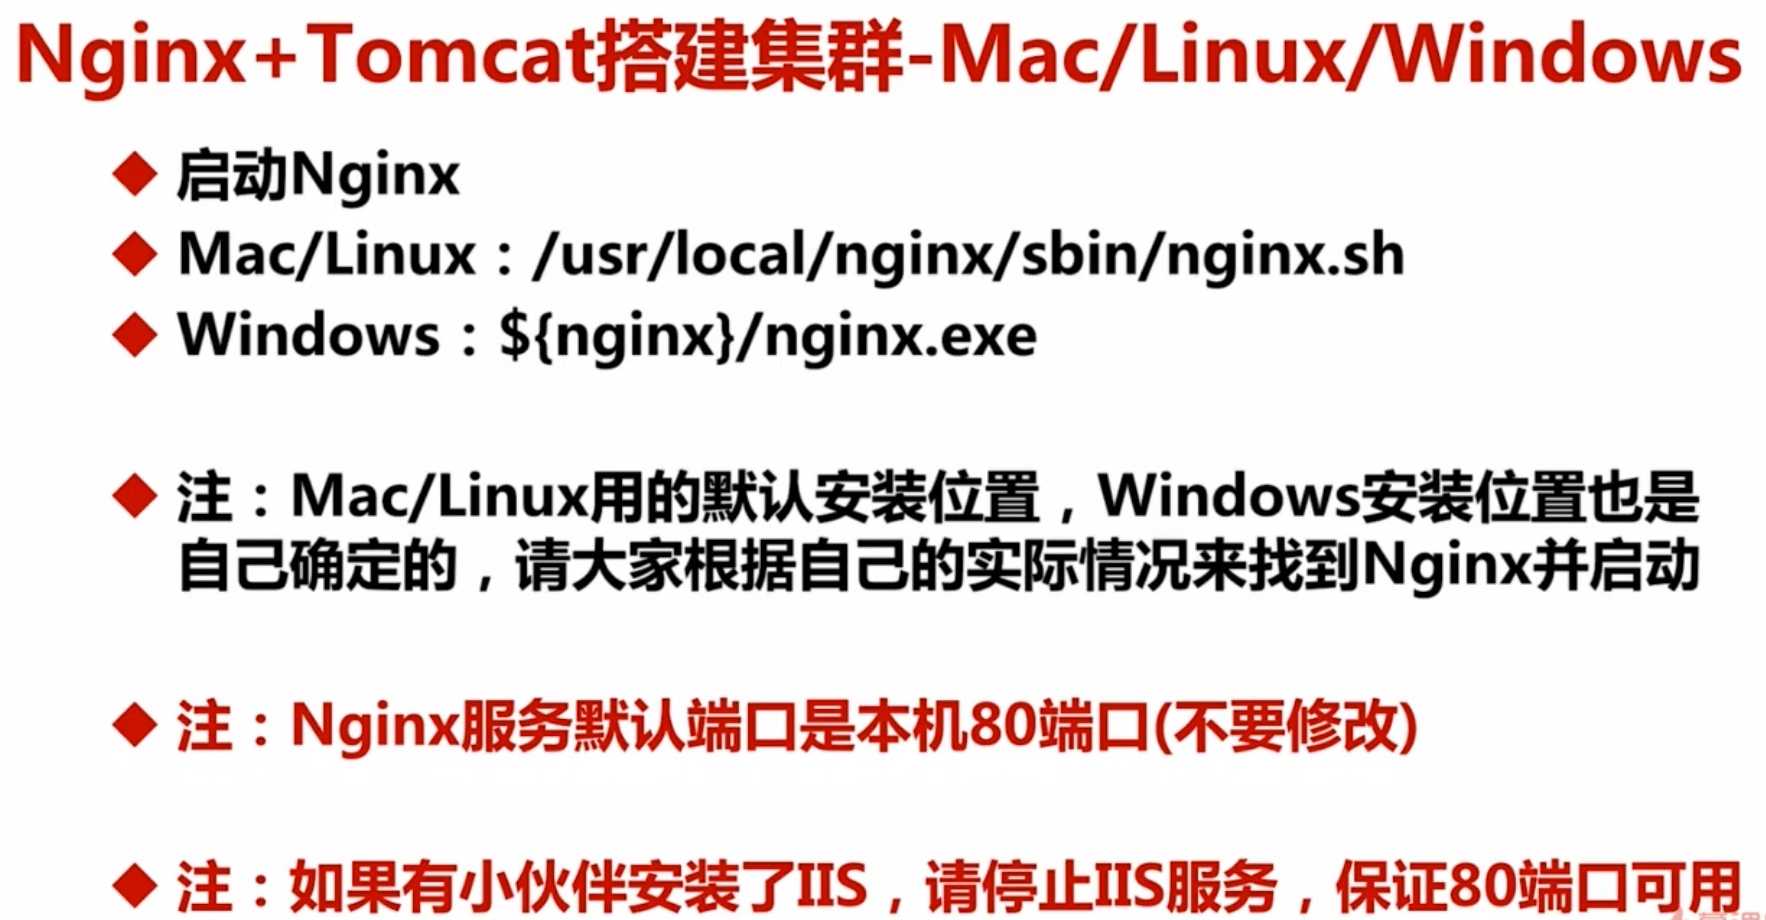 Nginx+Tomcat搭建集群-Mac/Linux/Windows
启动Nginx
Mac/Linux：/usr/local/nginx/sbin/nginx.sh
Windows：${nginx}/nginx.exe
注：Mac/Linux用的默认安装位置，Windows安装位置也是
自己确定的，请大家根据自己的实际情况来找到Nginx并启动
注：Nginx服务默认端口是本机80端口(不要修改)
注：如果有小伙伴安装了IIS，请停止IIS服务，保证80端口可用